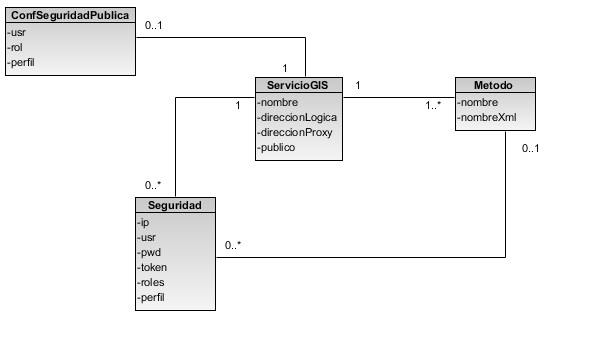 ConfSeguridadPublica
-usr
-rol
-perfil
0..1
1
ServicioGIS
-nombre
-direccionLogica
-direccionProxy
-publico
1
1..*
Metodo
-nombre
-nombreXml
1
0..1
0..*
Seguridad
-ip
-usr
-pwd
-token
-roles
-perfil
0..*